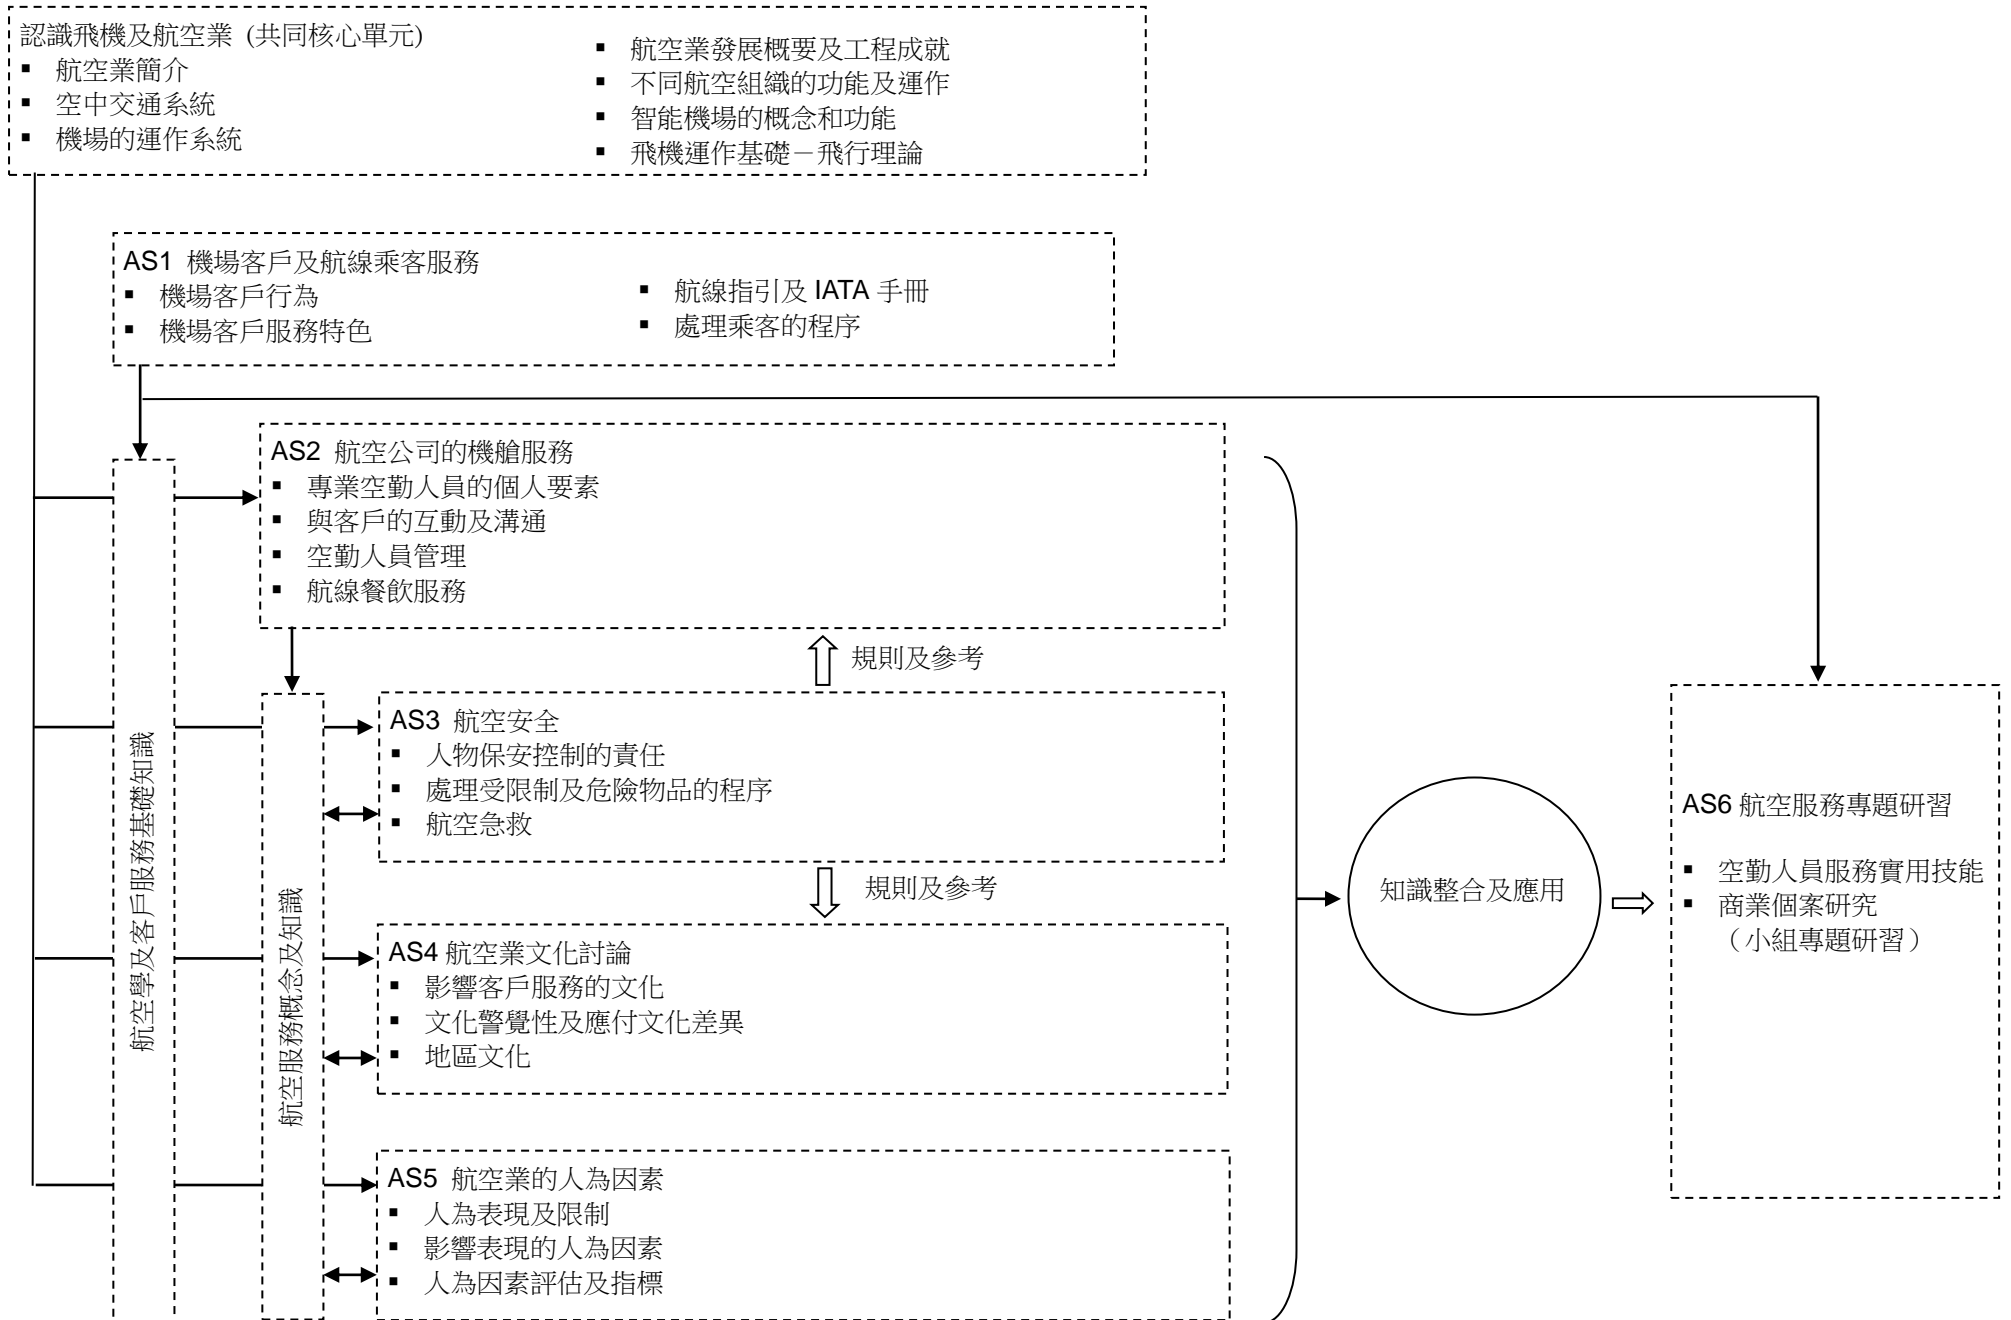 認識飛機及航空業 (共同核心單元)
▪ 航空業簡介
▪ 空中交通系統
▪ 機場的運作系統
▪ 航空業發展概要及工程成就
▪ 不同航空組織的功能及運作
▪ 智能機場的概念和功能
▪ 飛機運作基礎－飛行理論
AS1 機場客戶及航線乘客服務
▪ 機場客戶行為
▪ 機場客戶服務特色
▪ 航線指引及 IATA 手冊
▪ 處理乘客的程序
航空學及客戶服務基礎知識
AS2 航空公司的機艙服務
▪ 專業空勤人員的個人要素
▪ 與客戶的互動及溝通
▪ 空勤人員管理
▪ 航線餐飲服務
規則及參考
航空服務概念及知識
AS3 航空安全
▪ 人物保安控制的責任
▪ 處理受限制及危險物品的程序
▪ 航空急救
規則及參考
AS4 航空業文化討論
▪ 影響客戶服務的文化
▪ 文化警覺性及應付文化差異
▪ 地區文化
AS5 航空業的人為因素
▪ 人為表現及限制
▪ 影響表現的人為因素
▪ 人為因素評估及指標
知識整合及應用
AS6 航空服務專題研習
▪ 空勤人員服務實用技能
▪ 商業個案研究
（小組專題研習）